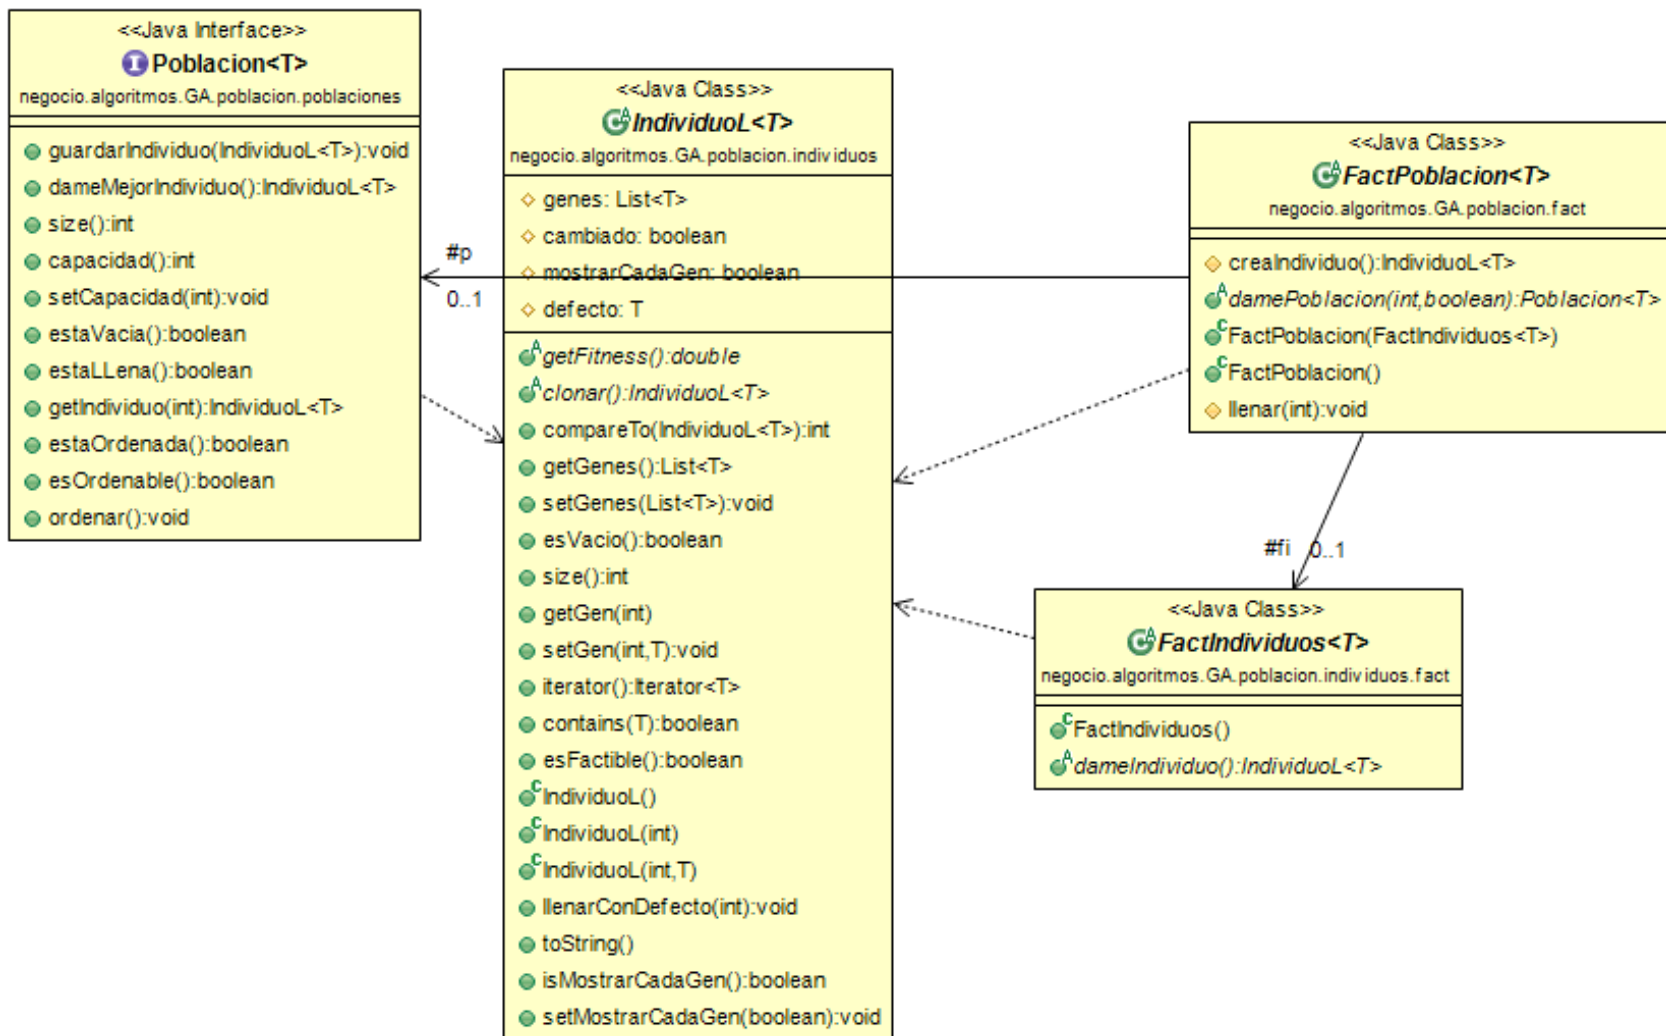 <<Java Interface>>
Poblacion<T>
negocio.algoritmos.GA.poblacion.poblaciones
guardarIndividuo(IndividuoL<T>):void
dameMejorIndividuo():IndividuoL<T>
size():int
capacidad():int
setCapacidad(int):void
estaVacia():boolean
estaLLena():boolean
getIndividuo(int):IndividuoL<T>
estaOrdenada():boolean
esOrdenable():boolean
ordenar():void
#p
0..1
<<Java Class>>
IndividuoL<T>
negocio.algoritmos.GA.poblacion.individuos
genes: List<T>
cambiado: boolean
mostrarCadaGen: boolean
defecto: T
getFitness():double
clonar():IndividuoL<T>
compareTo(IndividuoL<T>):int
getGenes():List<T>
setGenes(List<T>):void
esVacio():boolean
size():int
getGen(int)
setGen(int,T):void
iterator():Iterator<T>
contains(T):boolean
esFactible():boolean
IndividuoL()
IndividuoL(int)
IndividuoL(int,T)
llenarConDefecto(int):void
toString()
isMostrarCadaGen():boolean
setMostrarCadaGen(boolean):void
<<Java Class>>
FactPoblacion<T>
negocio.algoritmos.GA.poblacion.fact
creaIndividuo():IndividuoL<T>
damePoblacion(int,boolean):Poblacion<T>
FactPoblacion(FactIndividuos<T>)
FactPoblacion()
llenar(int):void
#fi 0..1
<<Java Class>>
FactIndividuos<T>
negocio.algoritmos.GA.poblacion.individuos.fact
FactIndividuos()
dameIndividuo():IndividuoL<T>